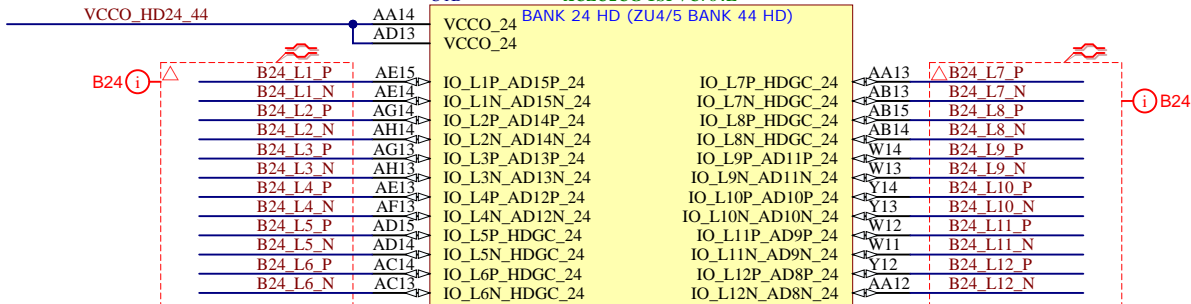 BANK 24 HD (ZU4/5 BANK 44 HD)
VCCO_HD24_44 AA14 VCCO_24
AD13 VCCO_24
B24 i
B24_L1_P AE15 IO_L1P_AD15P_24 IO_L7P_HDGC_24 AA13 B24_L7_P
B24_L1_N AE14 IO_L1N_AD15N_24 IO_L7N_HDGC_24 AB13 B24_L7_N
i B24
B24_L2_P AG14 IO_L2P_AD14P_24 IO_L8P_HDGC_24 AB15 B24_L8_P
B24_L2_N AH14 IO_L2N_AD14N_24 IO_L8N_HDGC_24 AB14 B24_L8_N
B24_L3_P AG13 IO_L3P_AD13P_24 IO_L9P_AD11P_24 W14 B24_L9_P
B24_L3_N AH13 IO_L3N_AD13N_24 IO_L9N_AD11N_24 W13 B24_L9_N
B24_L4_P AE13 IO_L4P_AD12P_24 IO_L10P_AD10P_24 Y14 B24_L10_P
B24_L4_N AF13 IO_L4N_AD12N_24 IO_L10N_AD10N_24 Y13 B24_L10_N
B24_L5_P AD15 IO_L5P_HDGC_24 IO_L11P_AD9P_24 W12 B24_L11_P
B24_L5_N AD14 IO_L5N_HDGC_24 IO_L11N_AD9N_24 W11 B24_L11_N
B24_L6_P AC14 IO_L6P_HDGC_24 IO_L12P_AD8P_24 Y12 B24_L12_P
B24_L6_N AC13 IO_L6N_HDGC_24 IO_L12N_AD8N_24 AA12 B24_L12_N